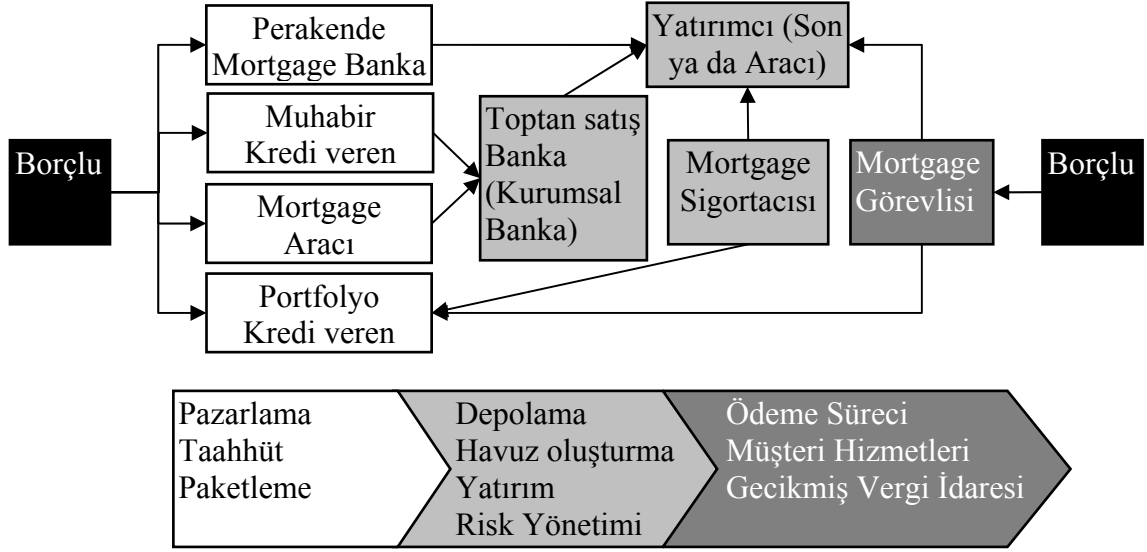 Perakende
Mortgage Banka
Yatırımcı (Son
ya da Aracı)
Muhabir
Kredi veren
Toptan satış
Banka
(Kurumsal
Banka)
Borçlu
Mortgage
Sigortacısı
Mortgage
Görevlisi
Borçlu
Mortgage
Aracı
Portfolyo
Kredi veren
Pazarlama
Taahhüt
Paketleme
Depolama
Havuz oluşturma
Yatırım
Risk Yönetimi
Ödeme Süreci
Müşteri Hizmetleri
Gecikmiş Vergi İdaresi